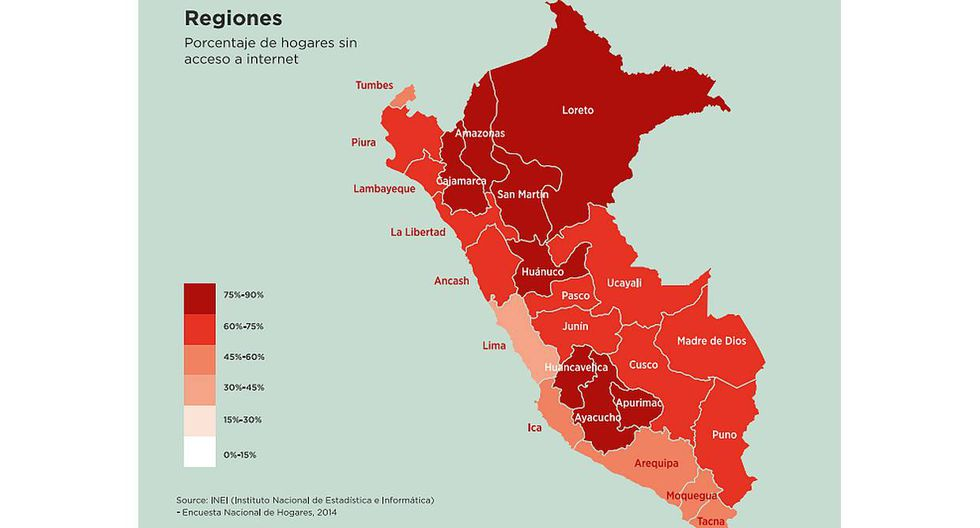 Regiones
Porcentaje de hogares sin
acceso a internet
Tumbes
Loreto
Amazonas
Piura
Cajamarca
Lambayeque
San Martín
La Libertad
Huánuco
Ancash
Ucayali
Pasco
Junín
Madre de Dios
Lima
Cusco
Huancavelica
Apurimac
Ayacucho
Ica
Puno
Arequipa
Moquegua
Tacna
75%-90%
60%-75%
45%-60%
30%-45%
15%-30%
0%-15%
Source: INEI (Instituto Nacional de Estadística e Informática)
- Encuesta Nacional de Hogares, 2014